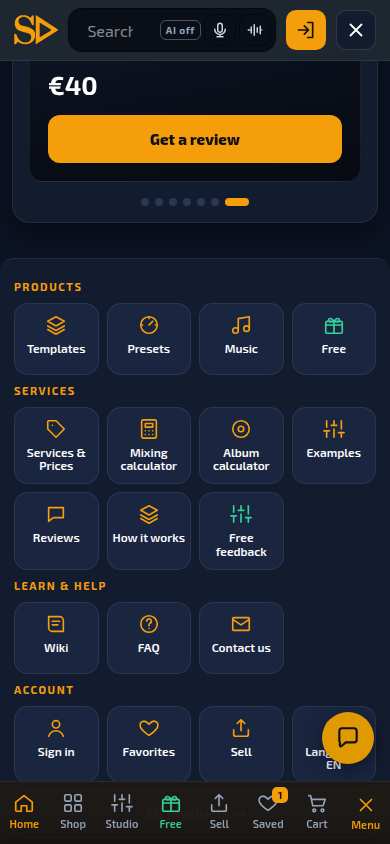 S
Search
AI off
€40
Get a review
PRODUCTS
Templates
Presets
Music
Free
SERVICES
Services &
Prices
Mixing
calculator
Album
calculator
Examples
Reviews
How it works
Free
feedback
LEARN & HELP
Wiki
FAQ
Contact us
ACCOUNT
Sign in
Favorites
Sell
EN
1
Home
Shop
Studio
Free
Sell
Saved
Cart
Menu